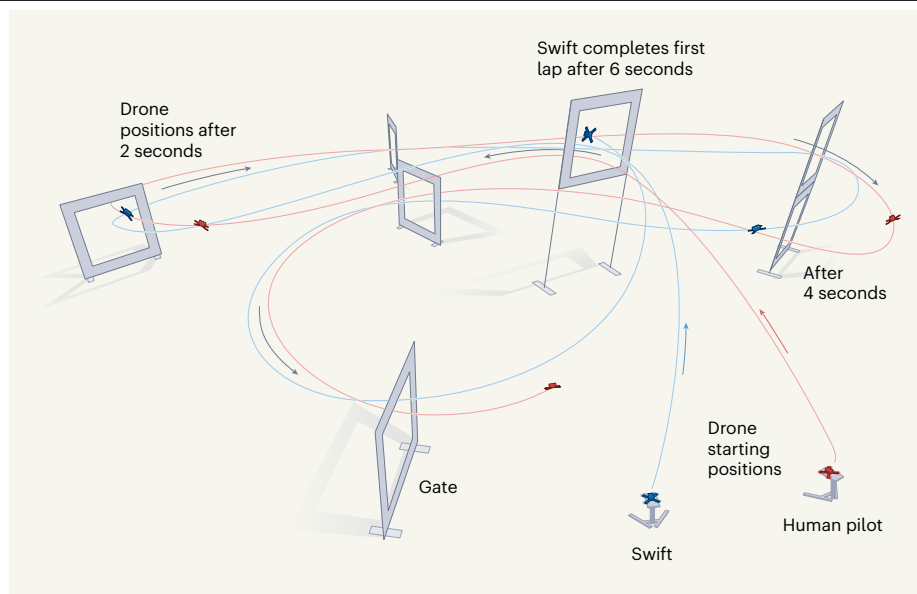 Swift completes first
lap after 6 seconds
Drone
positions after
2 seconds
After
4 seconds
Drone
starting
positions
Gate
Human pilot
Swift